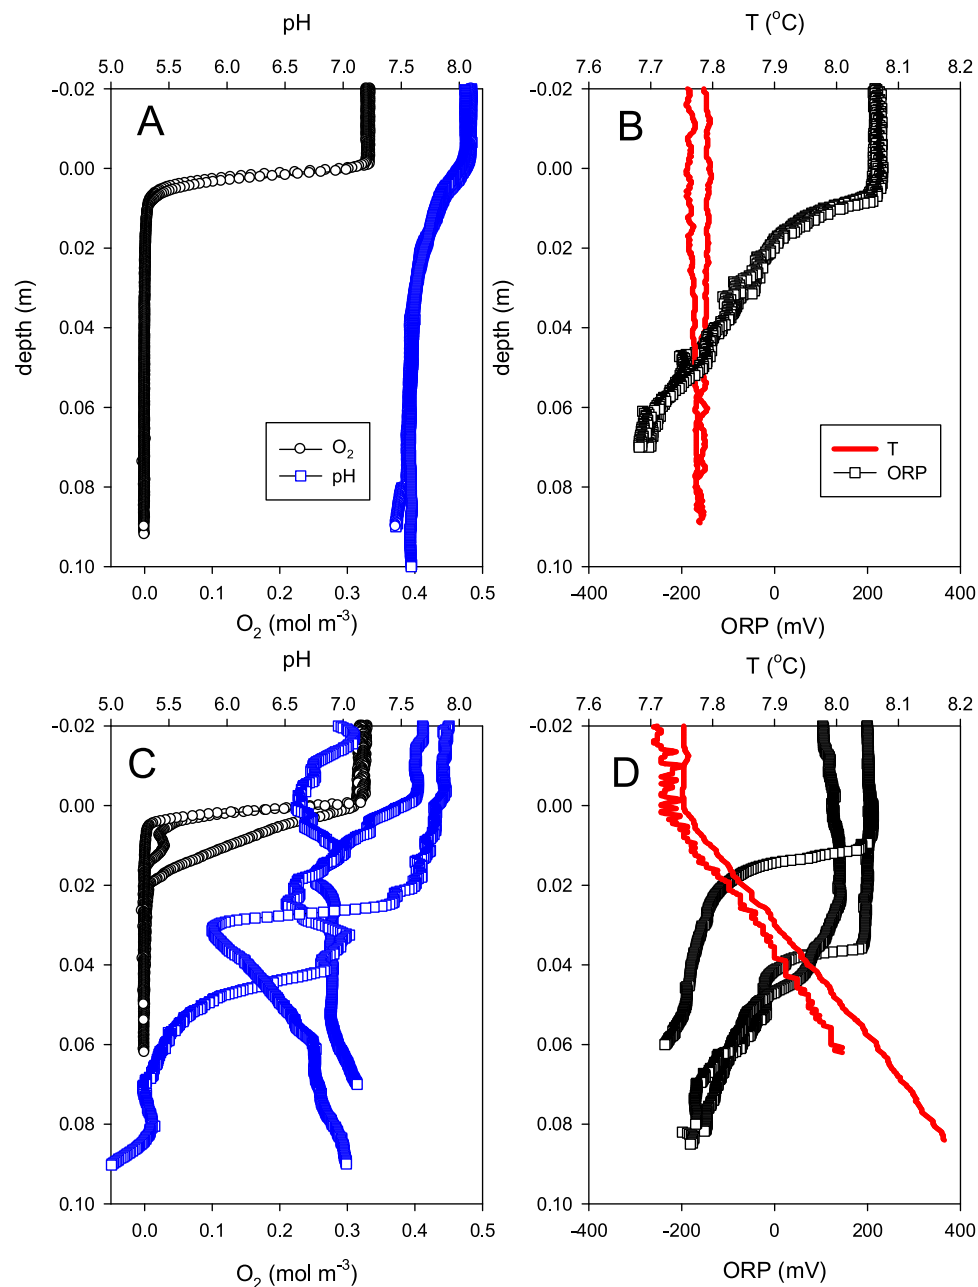 pH
T (°C)
5.0 5.5 6.0 6.5 7.0 7.5 8.0
7.6 7.8 7.8 7.9 8.0 8.1 8.2
-0.02
0.00
0.02
0.04
0.06
0.08
0.10
depth (m)
A
O2
pH
0.0 0.1 0.2 0.3 0.4 0.5
O2 (mol m-3)
-0.02
0.00
0.02
0.04
0.06
0.08
0.10
depth (m)
B
T
ORP
-400 -200 0 200 400
ORP (mV)
pH
T (°C)
5.0 5.5 6.0 6.5 7.0 7.5 8.0
7.6 7.7 7.8 7.9 8.0 8.1 8.2
-0.02
0.00
0.02
0.04
0.06
0.08
0.10
depth (m)
C
0.0 0.1 0.2 0.3 0.4 0.5
O2 (mol m-3)
-0.02
0.00
0.02
0.04
0.06
0.08
0.10
depth (m)
D
-400 -200 0 200 400
ORP (mV)